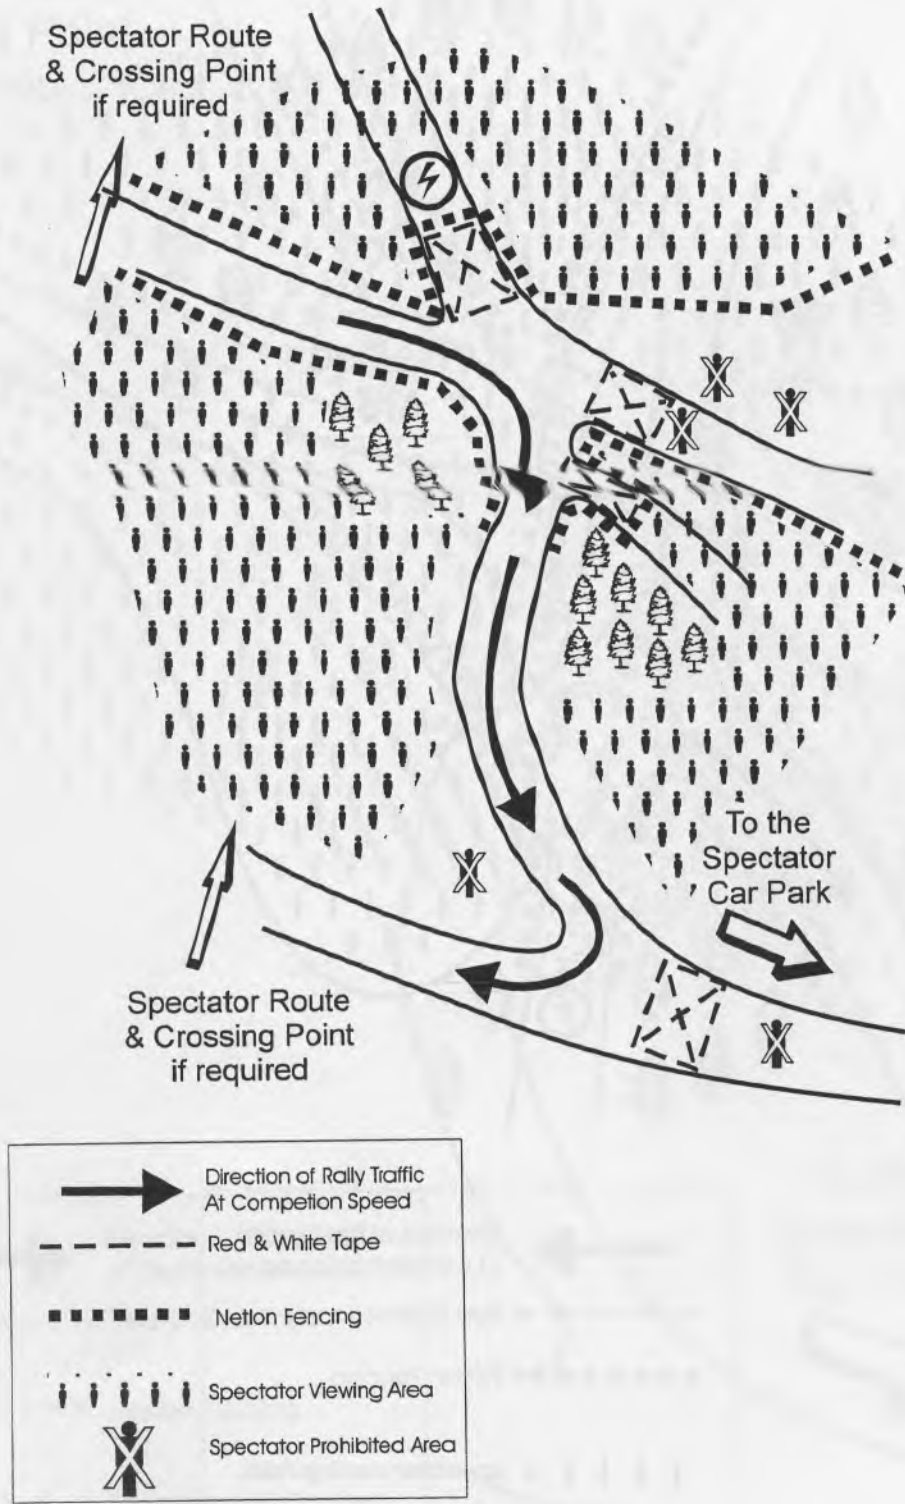 Spectator Route
& Crossing Point
if required
To the
Spectator
Car Park
Spectator Route
& Crossing Point
if required
Direction of Rally Traffic
At Competion Speed
Red & White Tape
Netlon Fencing
Spectator Viewing Area
Spectator Prohibited Area